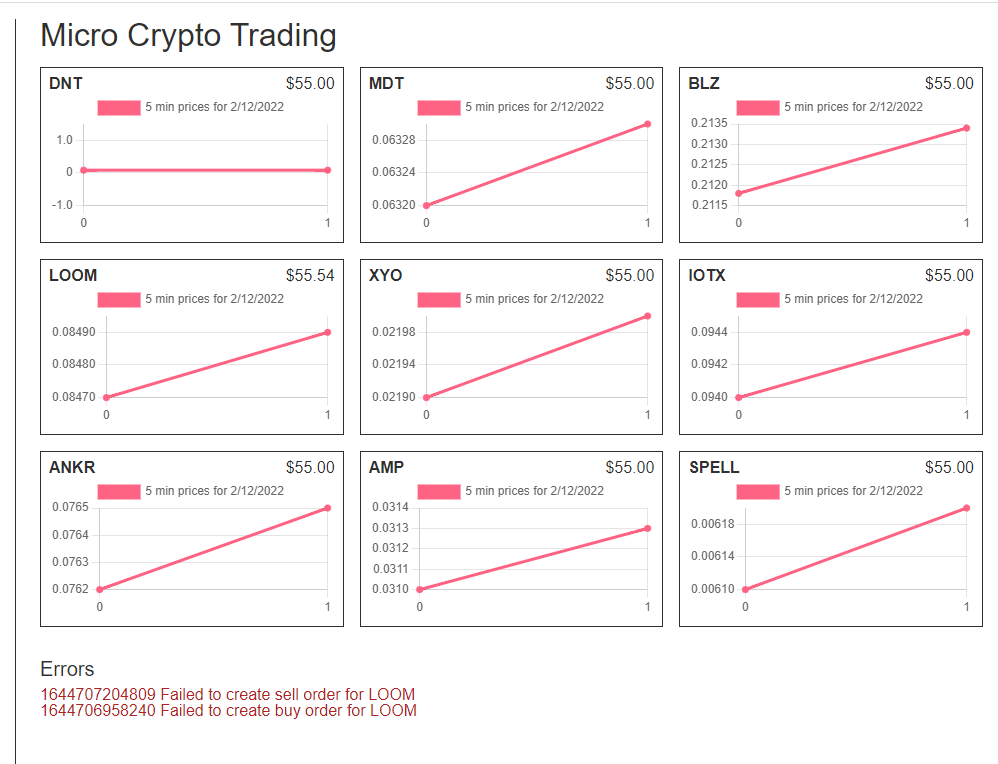 Micro Crypto Trading
DNT $55.00
5 min prices for 2/12/2022
1.0
0
-1.0
0 1
MDT $55.00
5 min prices for 2/12/2022
0.06328
0.06324
0.06320
0 1
BLZ $55.00
5 min prices for 2/12/2022
0.2135
0.2130
0.2125
0.2120
0.2115
0 1
LOOM $55.54
5 min prices for 2/12/2022
0.08490
0.08480
0.08470
0 1
XYO $55.00
5 min prices for 2/12/2022
0.02198
0.02194
0.02190
0 1
IOTX $55.00
5 min prices for 2/12/2022
0.0944
0.0942
0.0940
0 1
ANKR $55.00
5 min prices for 2/12/2022
0.0765
0.0764
0.0763
0.0762
0 1
AMP $55.00
5 min prices for 2/12/2022
0.0314
0.0313
0.0312
0.0311
0.0310
0 1
SPELL $55.00
5 min prices for 2/12/2022
0.00618
0.00614
0.00610
0 1
Errors
1644707204809 Failed to create sell order for LOOM
1644706958240 Failed to create buy order for LOOM